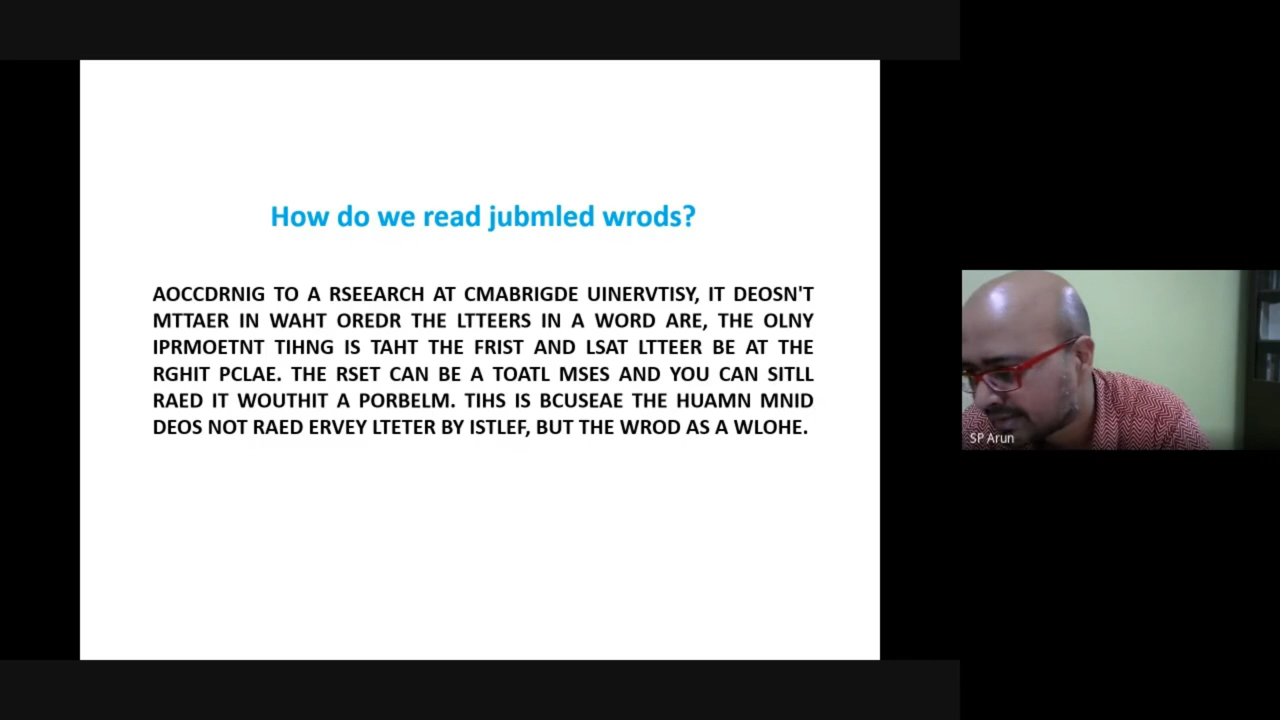 How do we read jubmled wrods?
AOCCDRNIG TO A RSEEARCH AT CMABRIGDE UINERVTISY, IT DEOSN'T
MTTAER IN WAHT OREDR THE LTTEERS IN A WORD ARE, THE OLNY
IPRMOETNT TIHNG IS TAHT THE FRIST AND LSAT LTTEER BE AT THE
RGHIT PCLAE. THE RSET CAN BE A TOATL MSES AND YOU CAN SITLL
RAED IT WOUTHIT A PORBELM. TIHS IS BCUSEAE THE HUAMN MNID
DEOS NOT RAED ERVEY LTETER BY ISTLEF, BUT THE WROD AS A WLOHE.
SP Arun